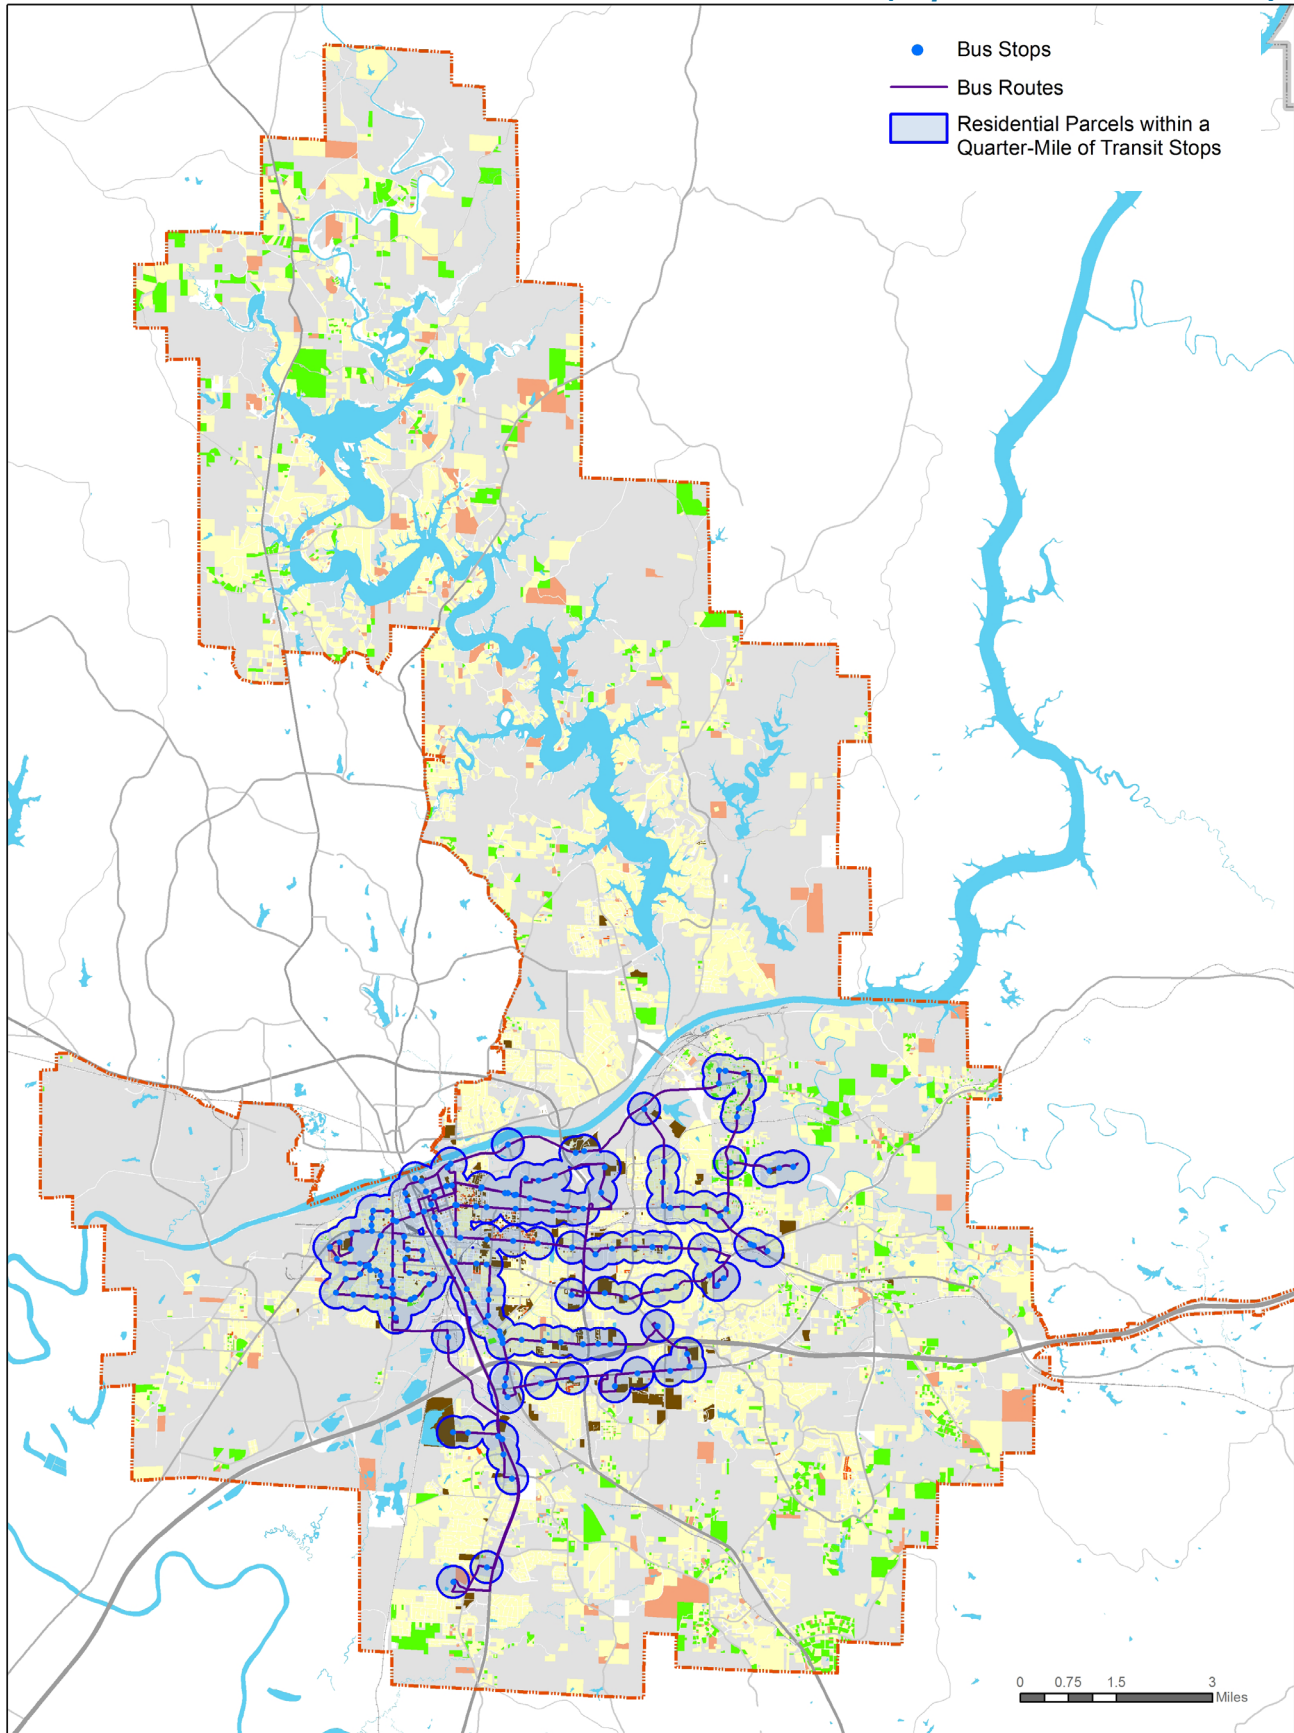 Bus Stops
Bus Routes
Residential Parcels within a
Quarter-Mile of Transit Stops
0 0.75 1.5 3
Miles